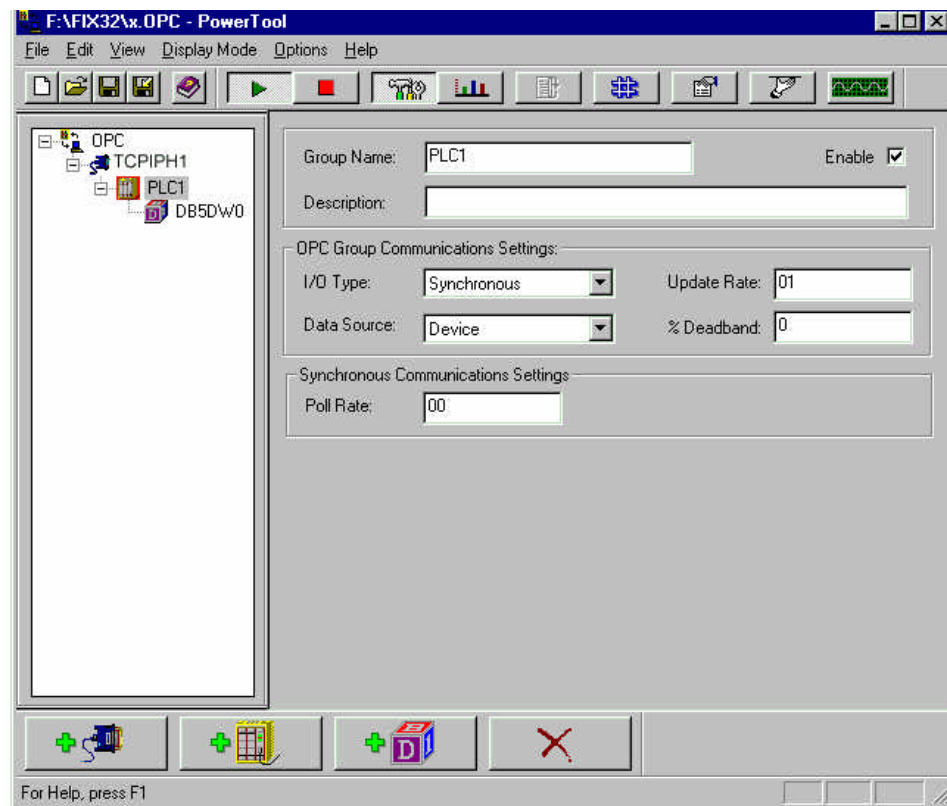 F:\FIX32\x.OPC - PowerTool
File Edit View Display Mode Options Help
OPC
TCPIPH1
PLC1
DB5DW0
Group Name: PLC1 Enable
Description:
OPC Group Communications Settings:
I/O Type: Synchronous Update Rate: 01
Data Source: Device % Deadband: 0
Synchronous Communications Settings
Poll Rate: 00
D
For Help, press F1